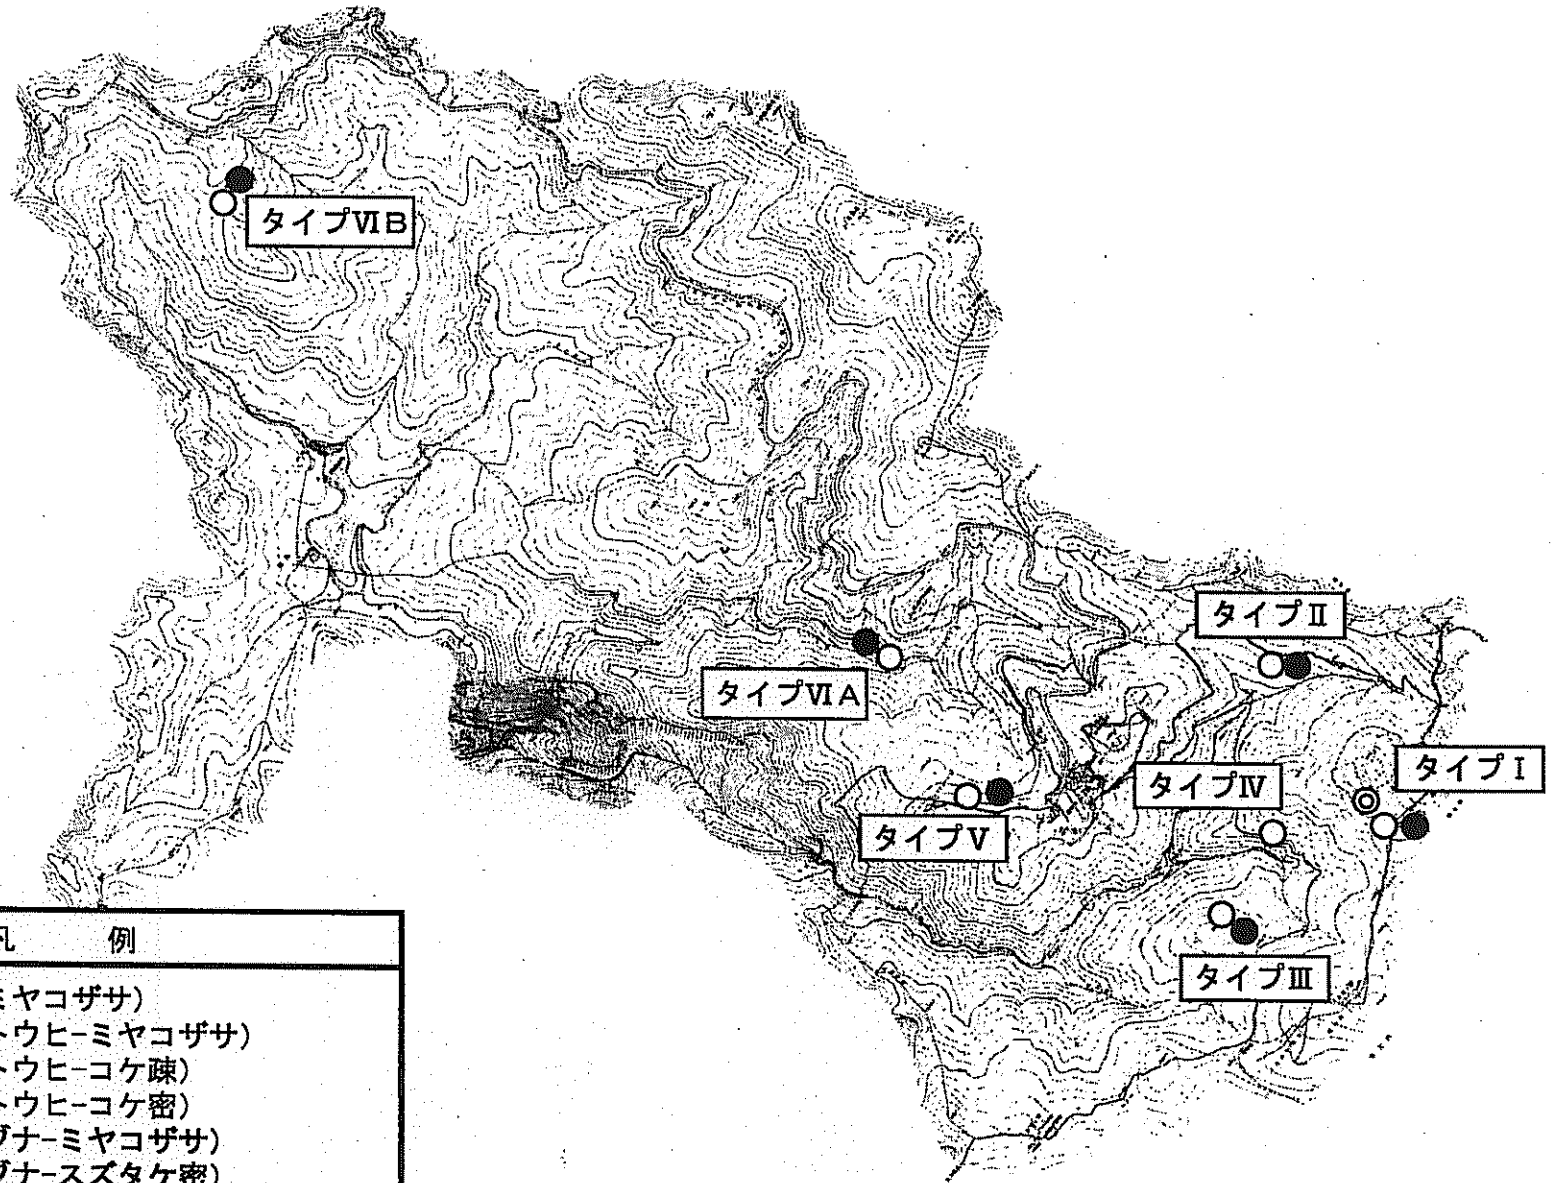 タイプⅥB
タイプⅡ
タイプⅥA
タイプⅠ
タイプⅣ
タイプⅤ
タイプⅢ
凡 例
ミヤコザサ)
トウヒ-ミヤコザサ)
トウヒ-コケ疎)
トウヒ-コケ密)
ブナ-ミヤコザサ)
ブナ-スズタケ密)